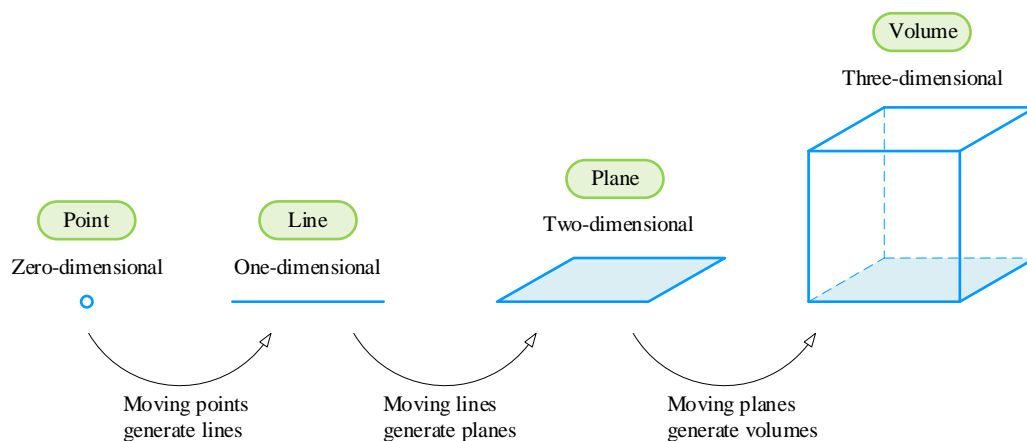 Point
Zero-dimensional
Line
One-dimensional
Plane
Two-dimensional
Volume
Three-dimensional
Moving points
generate lines
Moving lines
generate planes
Moving planes
generate volumes